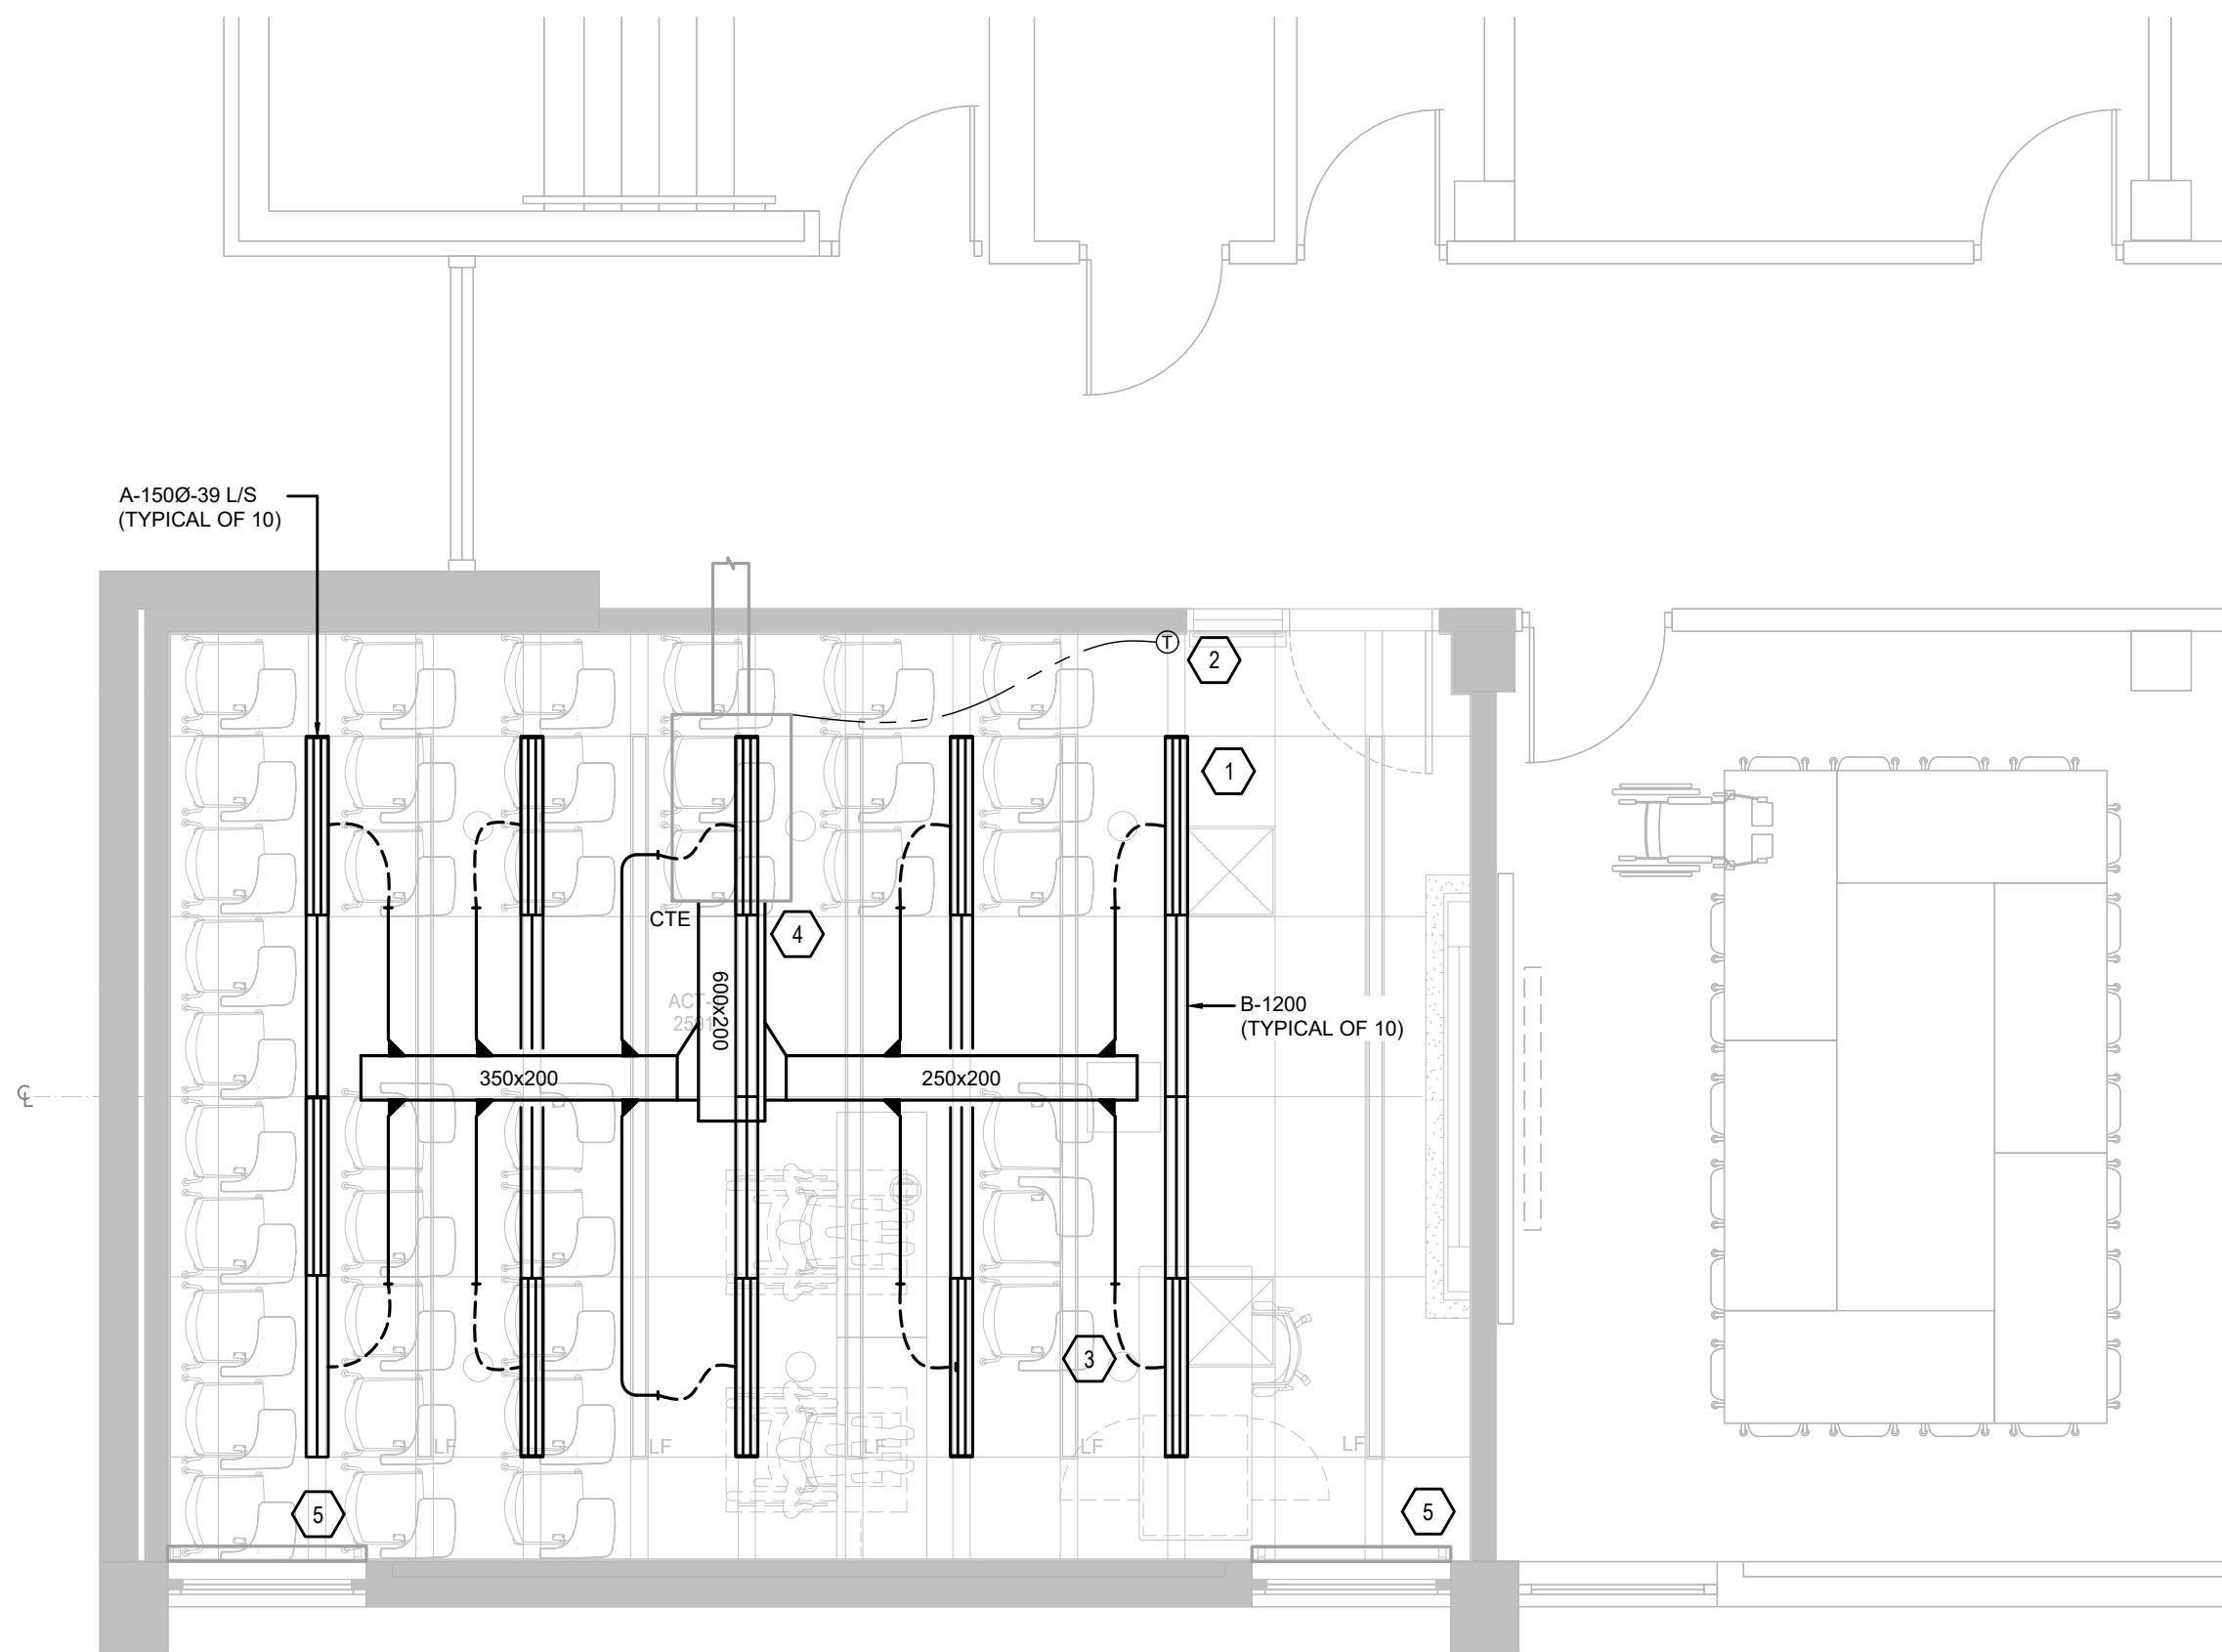 A-150Ø-39 L/S
(TYPICAL OF 10)
T
2
1
CTE
4
600x200
ACT-
B-1200
(TYPICAL OF 10)
℄
350x200
250x200
3
LF
LF
LF
LF
LF
5
5